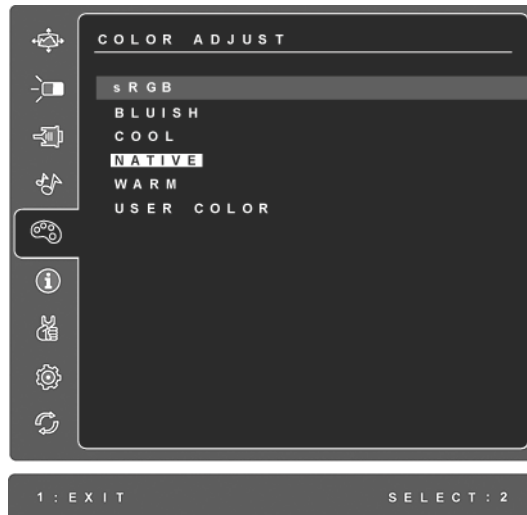 COLOR ADJUST
sRGB
BLUISH
COOL
NATIVE
WARM
USER COLOR
1:EXIT SELECT:2